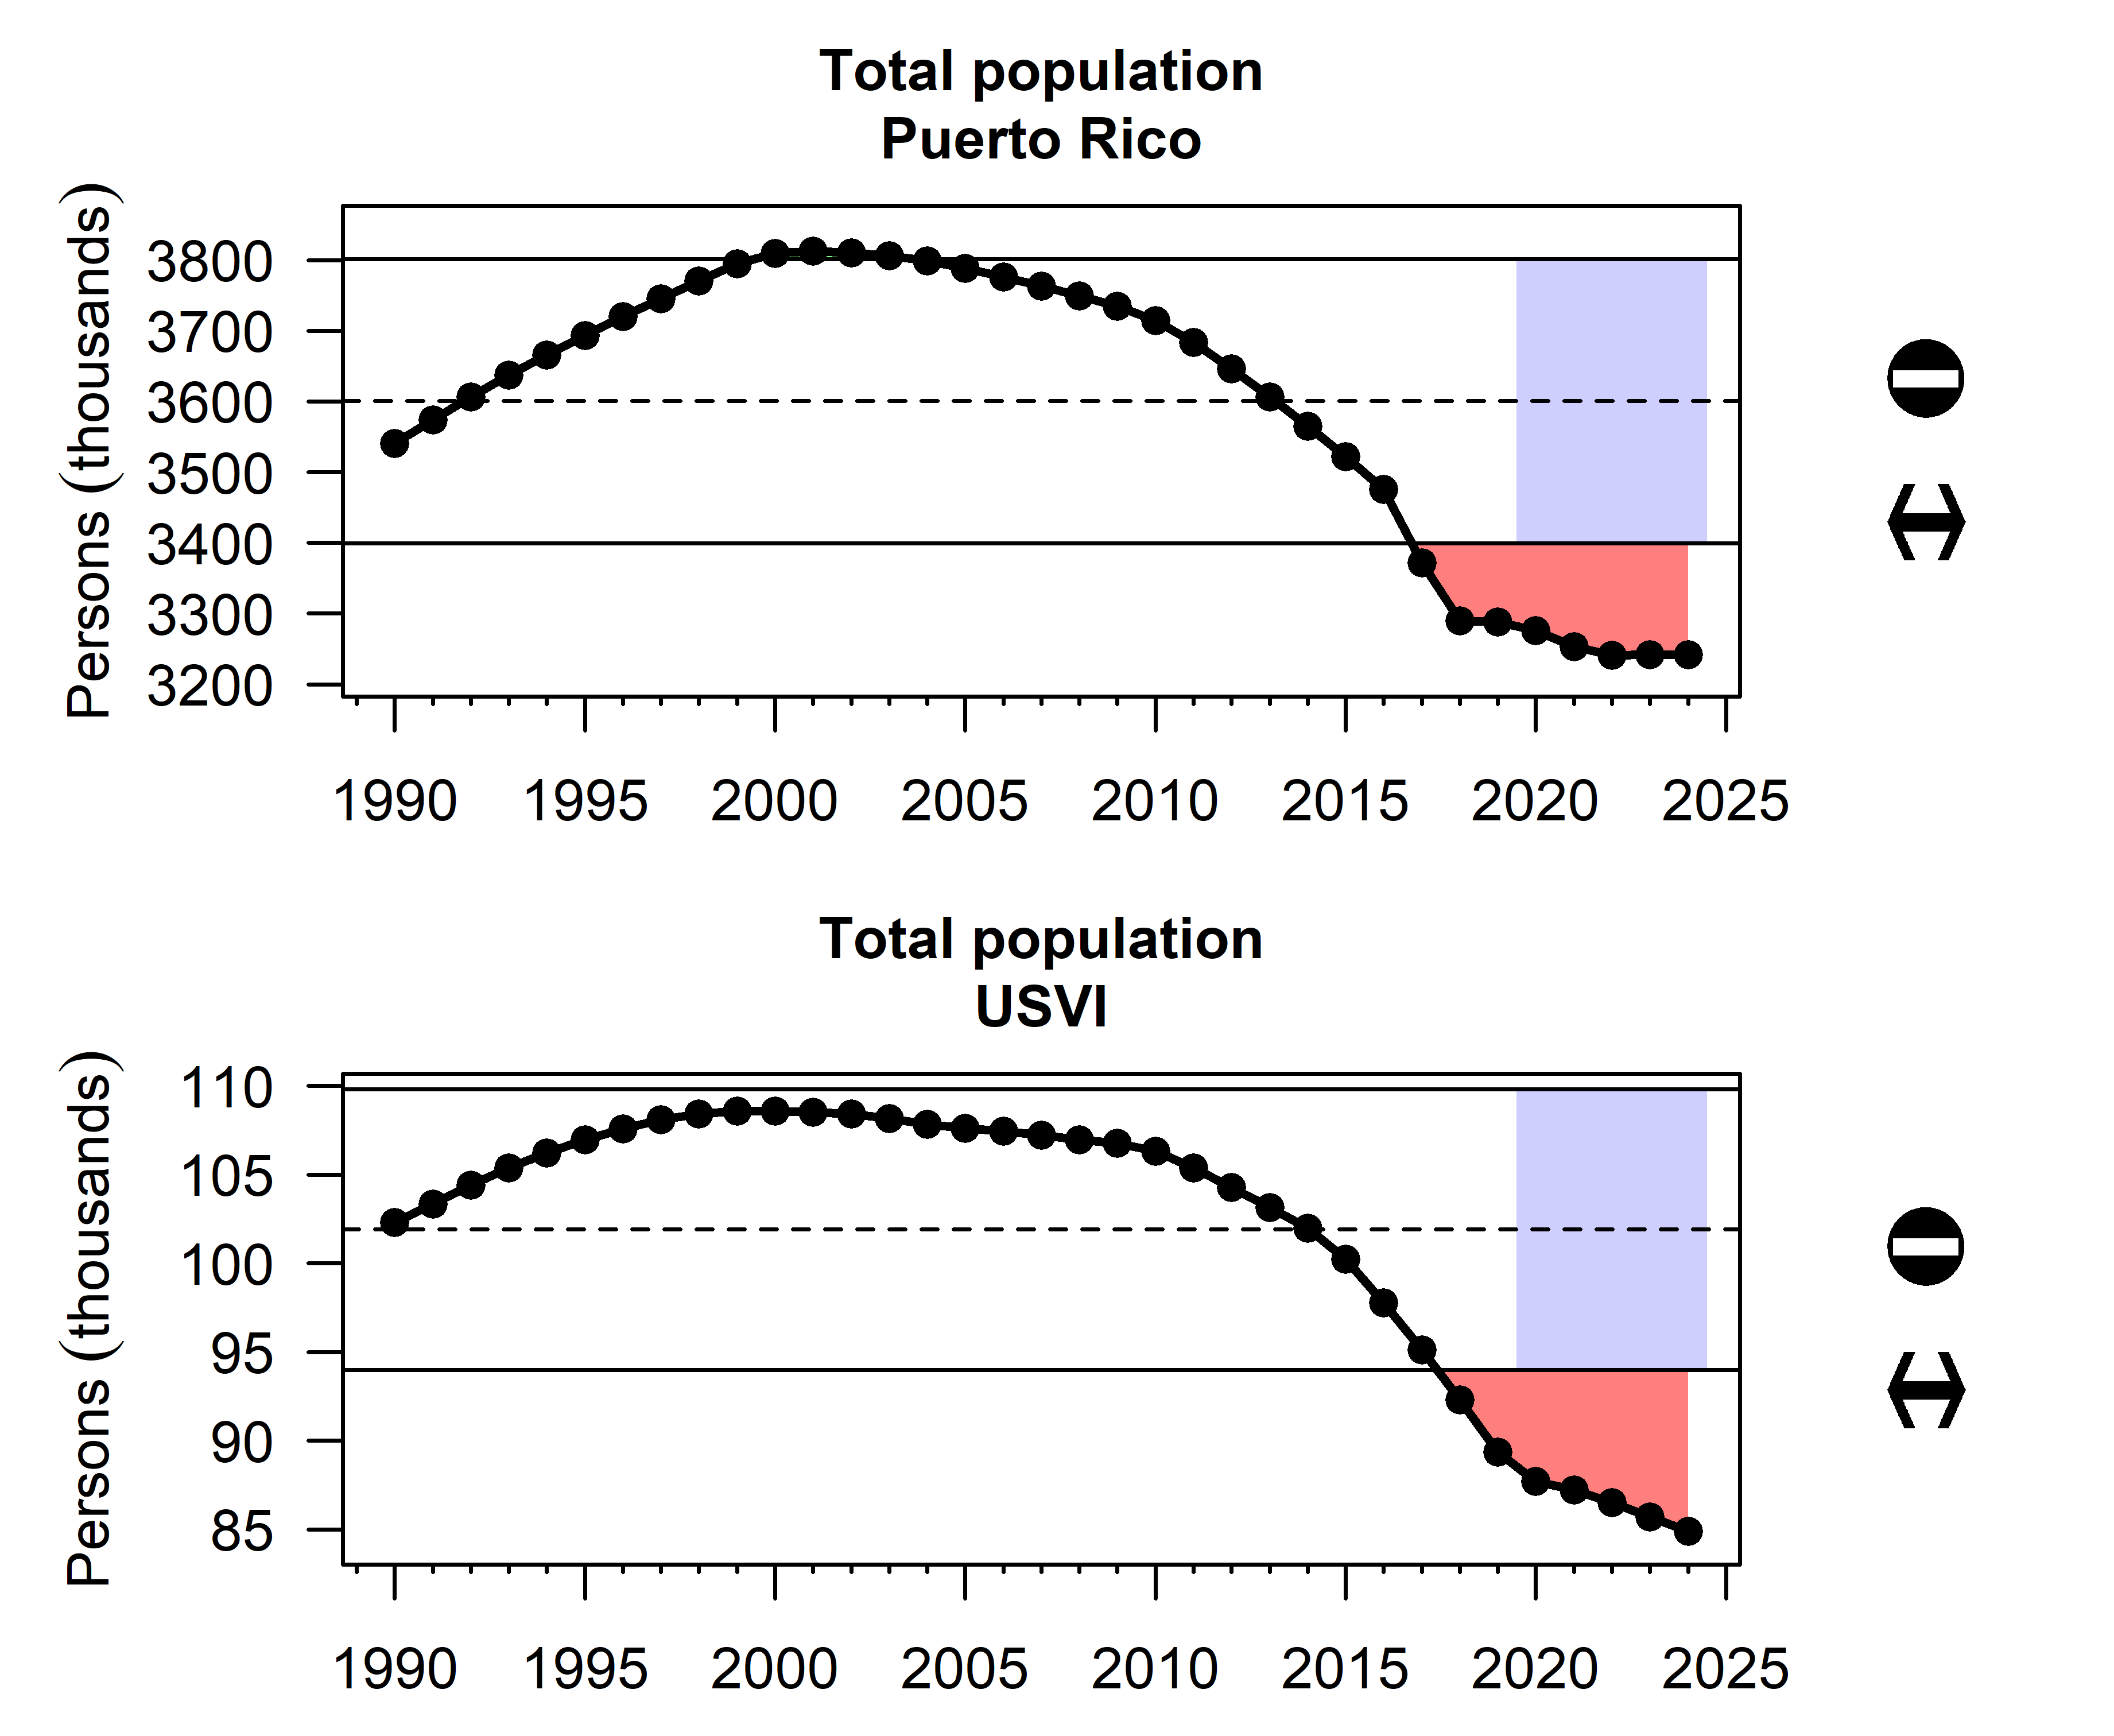 Total population
Puerto Rico
Persons (thousands)
3800
3700
3600
3500
3400
3300
3200
1990 1995 2000 2005 2010 2015 2020 2025
Total population
USVI
Persons (thousands)
110
105
100
95
90
85
1990 1995 2000 2005 2010 2015 2020 2025